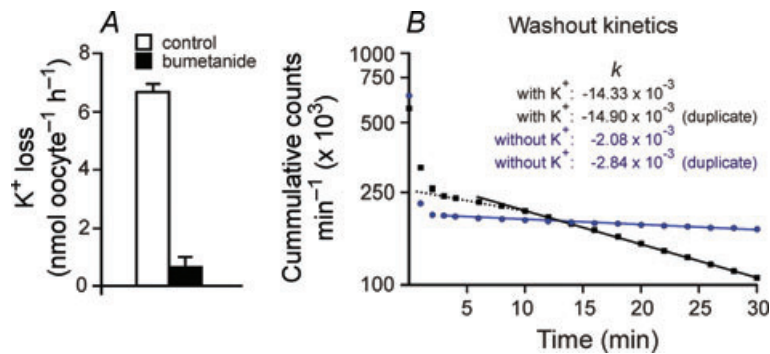 A
control
bumetanide
8
6
4
2
0
K+ loss
(nmol oocyte–1 h–1)
B
Washout kinetics
k
with K+: -14.33 x 10-3
with K+: -14.90 x 10-3 (duplicate)
without K+: -2.08 x 10-3
without K+: -2.84 x 10-3 (duplicate)
1000
750
500
250
100
Cummulative counts
min–1 (x 103)
5 10 15 20 25 30
Time (min)